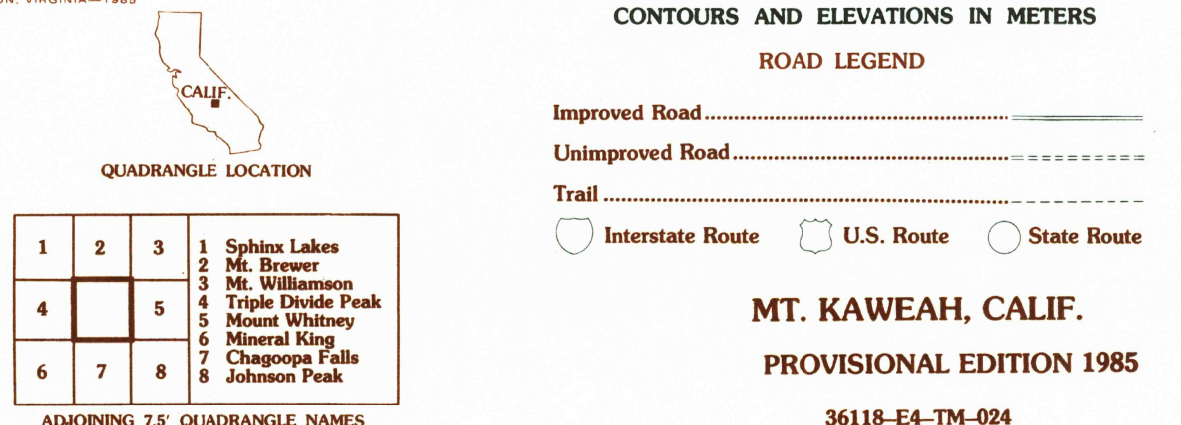 ON, VIRGINIA—1985
CALIF.
QUADRANGLE LOCATION
1 2 3
4 5
6 7 8
1 Sphinx Lakes
2 Mt. Brewer
3 Mt. Williamson
4 Triple Divide Peak
5 Mount Whitney
6 Mineral King
7 Chagoopa Falls
8 Johnson Peak
ADJOINING 7.5' QUADRANGLE NAMES
CONTOURS AND ELEVATIONS IN METERS
ROAD LEGEND
Improved Road
Unimproved Road
Trail
Interstate Route U.S. Route State Route
MT. KAWEAH, CALIF.
PROVISIONAL EDITION 1985
36118-E4-TM-024